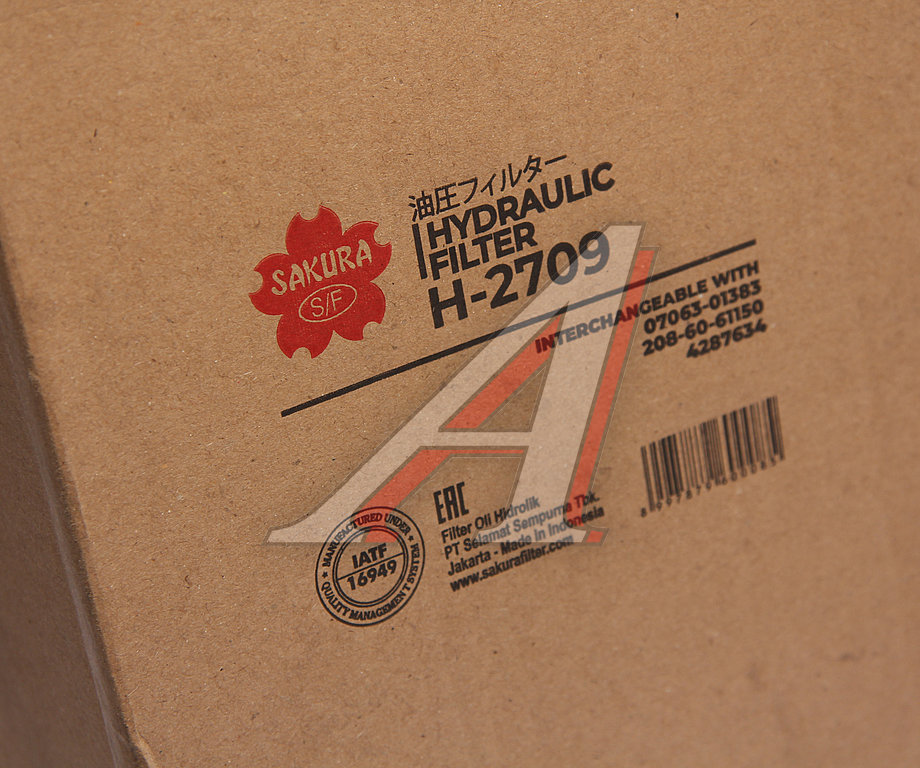 SAKURA
S/F
油圧フィルター
HYDRAULIC
FILTER
H-2709
INTERCHANGEABLE WITH
07063-01383
208-60-61150
4287634
EAC
Filter Oli Hidrolik
PT Selamat Sempurna Tbk.
Jakarta - Made in Indonesia
www.sakurafilter.com
MANUFACTURED UNDER
IATF
16949
QUALITY MANAGEMENT SYSTEM